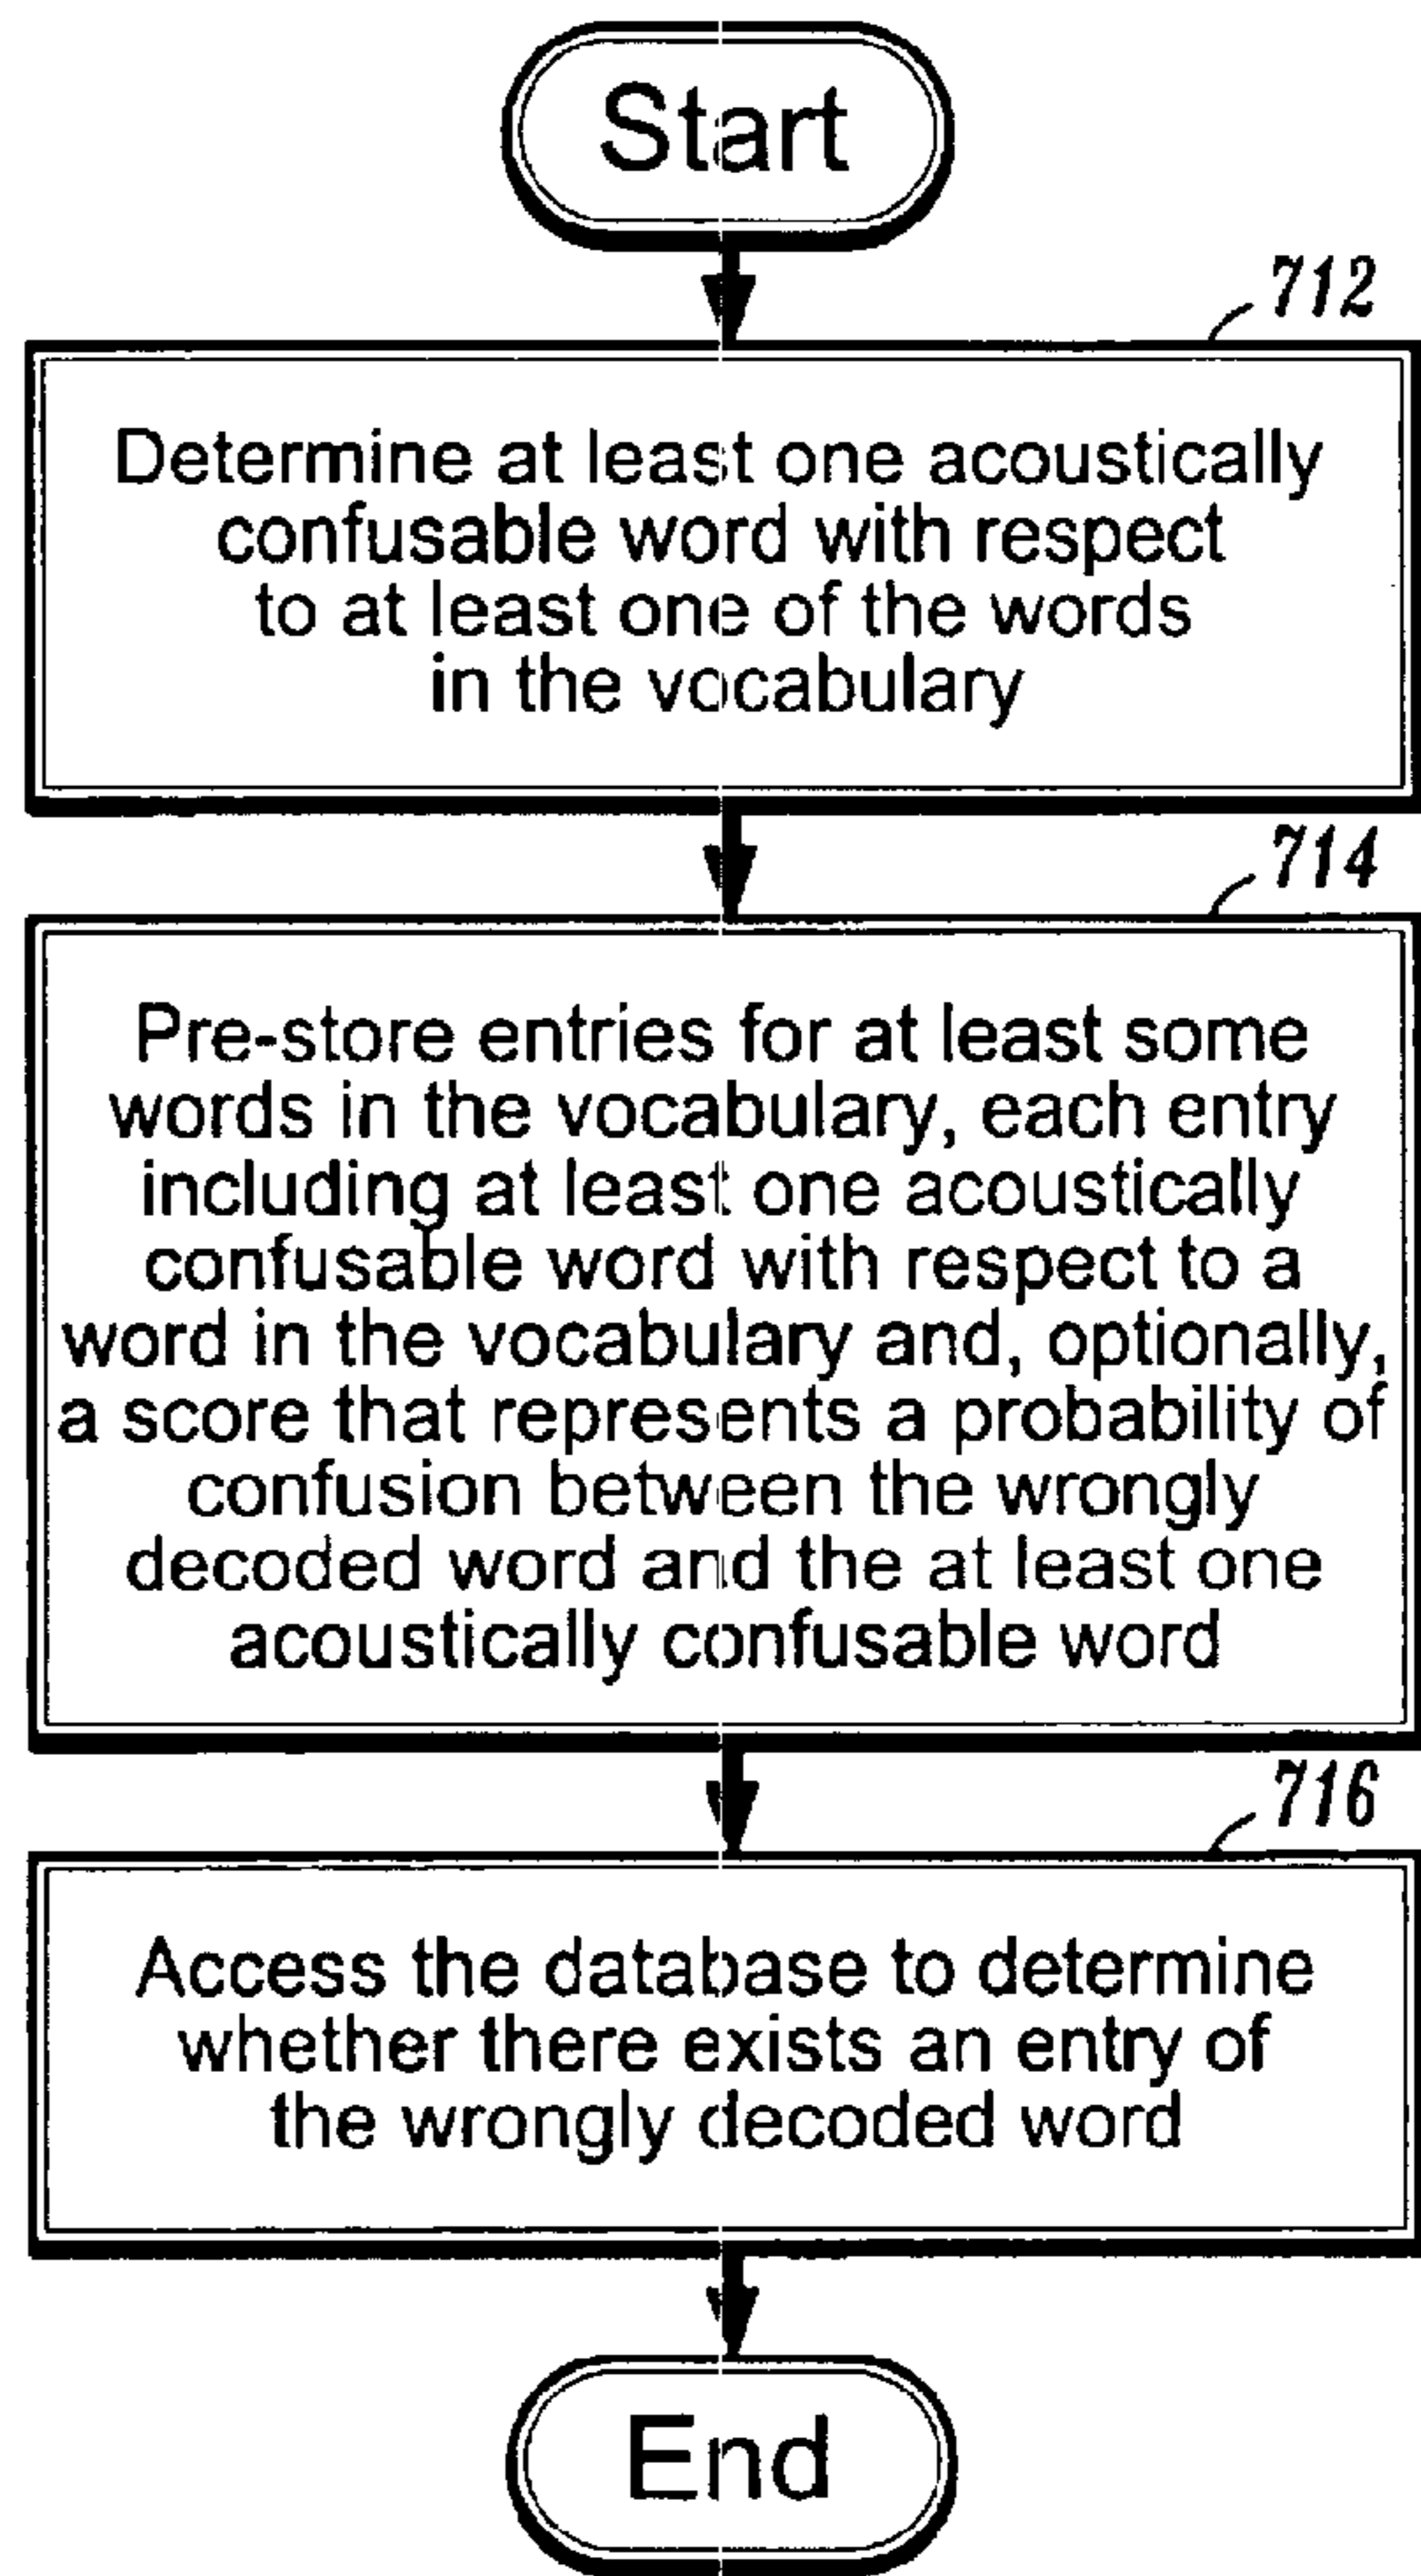 Start
712
Determine at least one acoustically
confusable word with respect
to at least one of the words
in the vocabulary
714
Pre-store entries for at least some
words in the vocabulary, each entry
including at least one acoustically
confusable word with respect to a
word in the vocabulary and, optionally,
a score that represents a probability of
confusion between the wrongly
decoded word and the at least one
acoustically confusable word
716
Access the database to determine
whether there exists an entry of
the wrongly decoded word
End